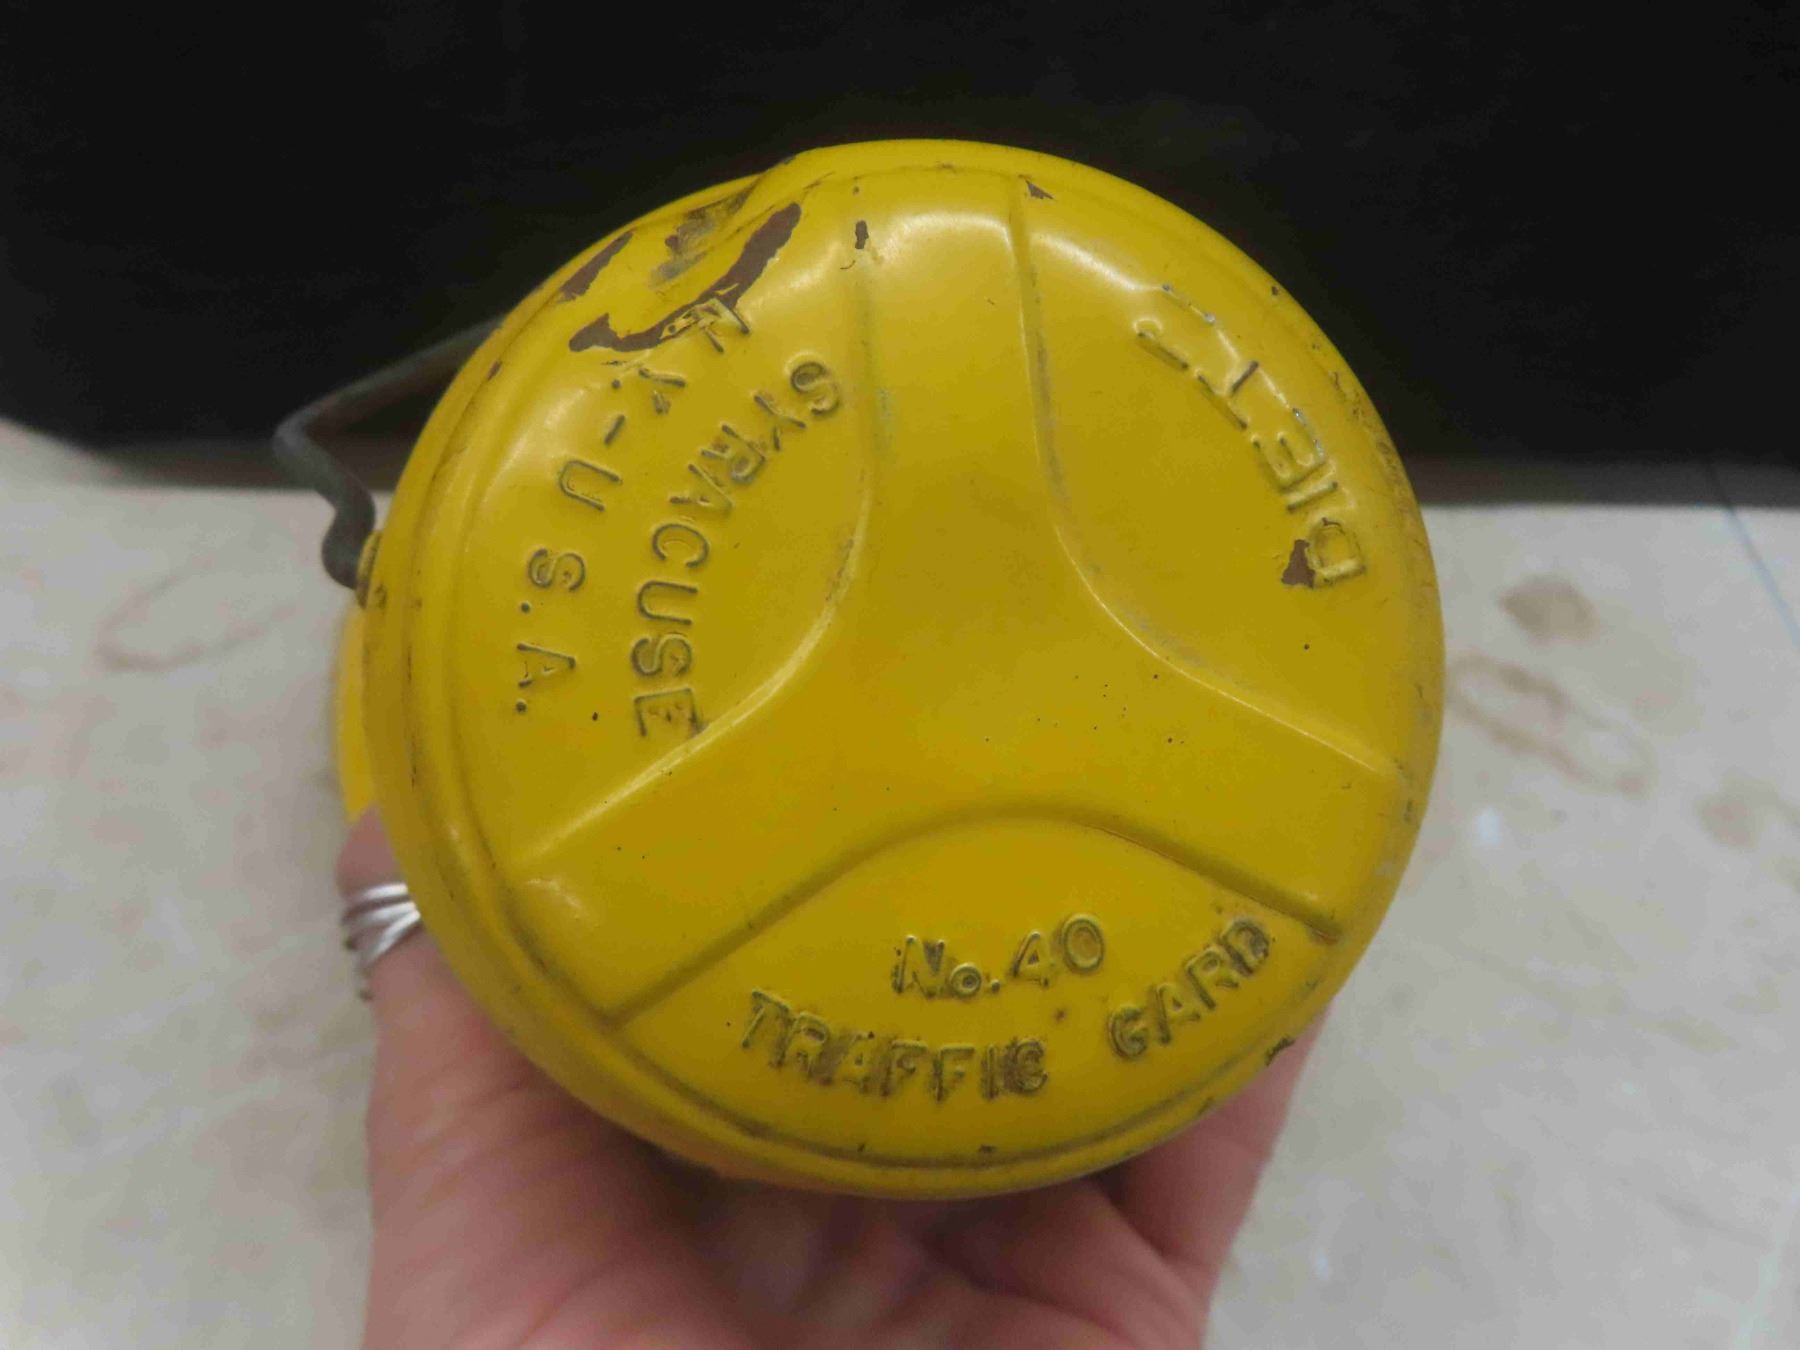 DIETZ
SYRACUSE
N.Y.-U.S.A.
No.40
TRAFFIC GARD